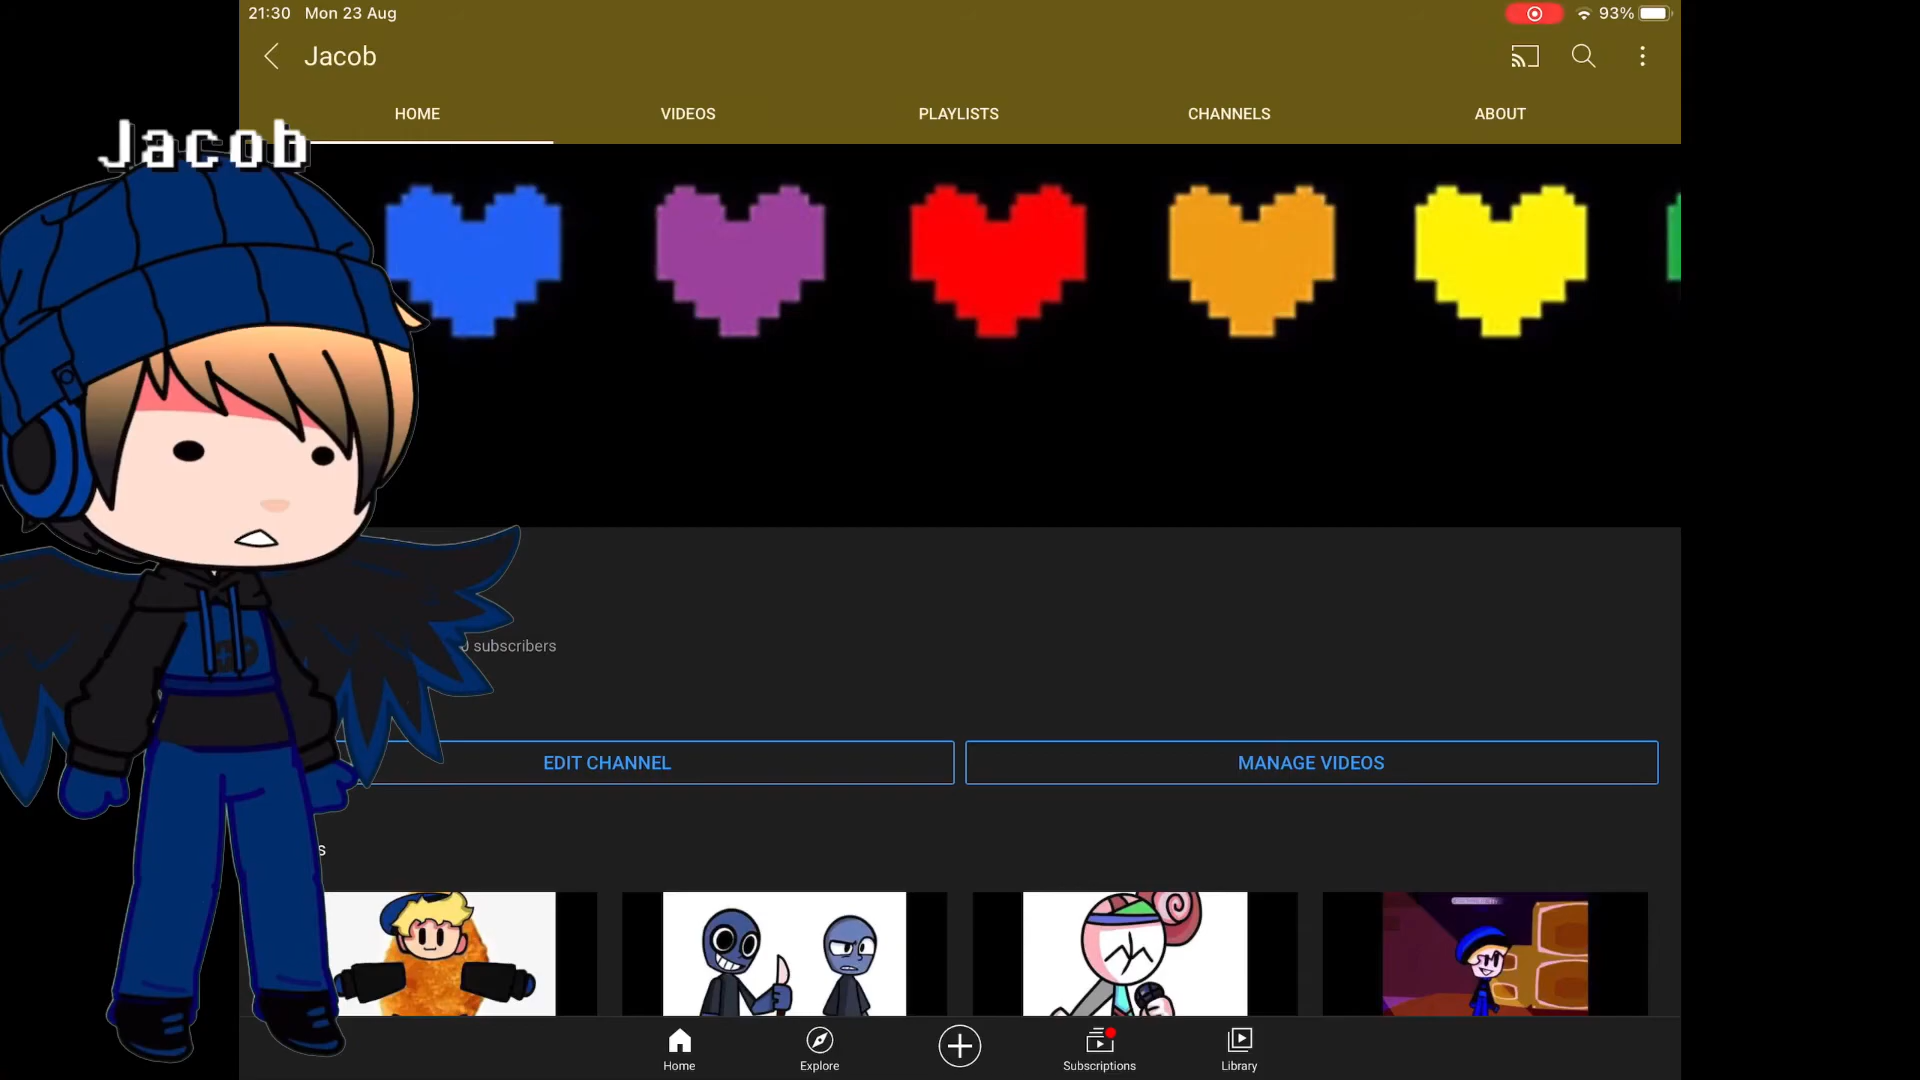 21:30 Mon 23 Aug
93%
Jacob
HOME VIDEOS PLAYLISTS CHANNELS ABOUT
Jacob
subscribers
EDIT CHANNEL MANAGE VIDEOS
Home Explore Subscriptions Library